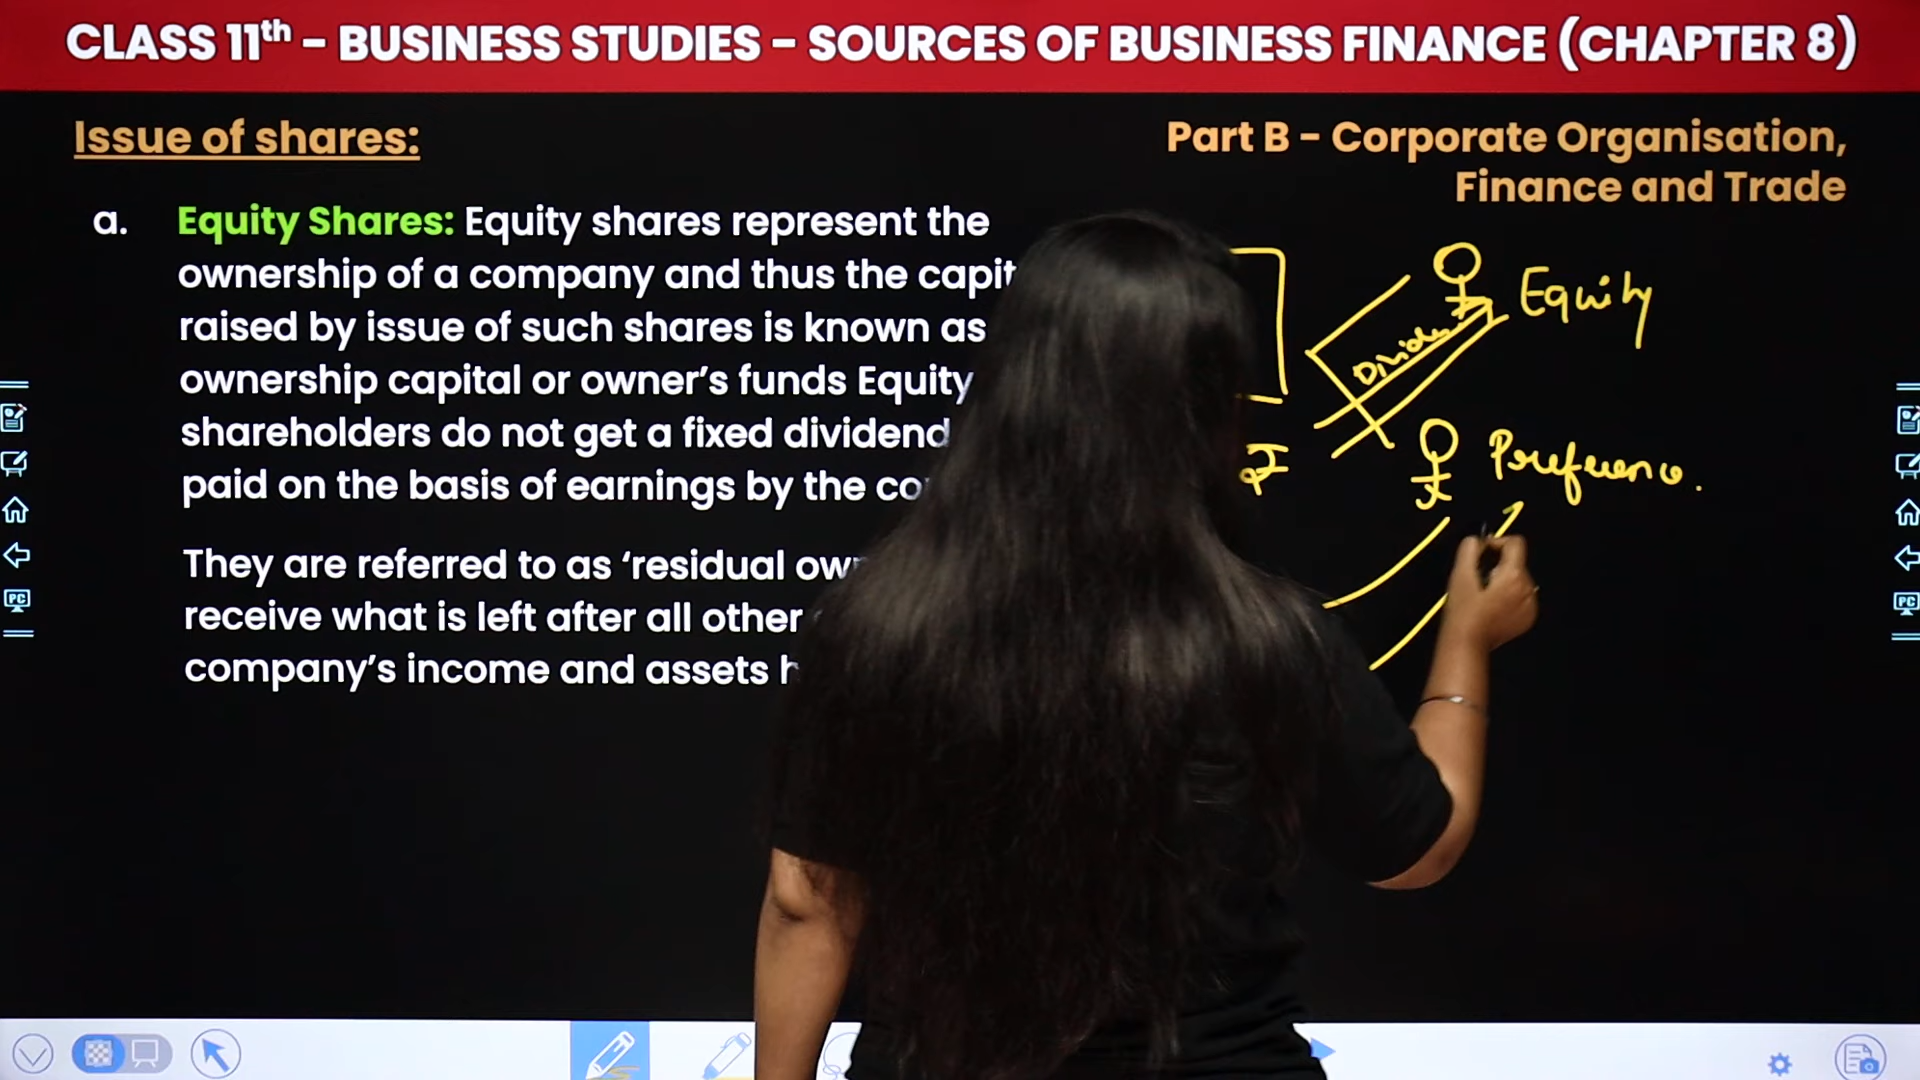 CLASS 11th – BUSINESS STUDIES – SOURCES OF BUSINESS FINANCE (CHAPTER 8)
Issue of shares:
Part B – Corporate Organisation,
Finance and Trade
a. Equity Shares: Equity shares represent the
ownership of a company and thus the capit
raised by issue of such shares is known as
ownership capital or owner’s funds Equity
shareholders do not get a fixed dividend
paid on the basis of earnings by the co
They are referred to as ‘residual ow
receive what is left after all other
company’s income and assets h
Equity
PC
PC